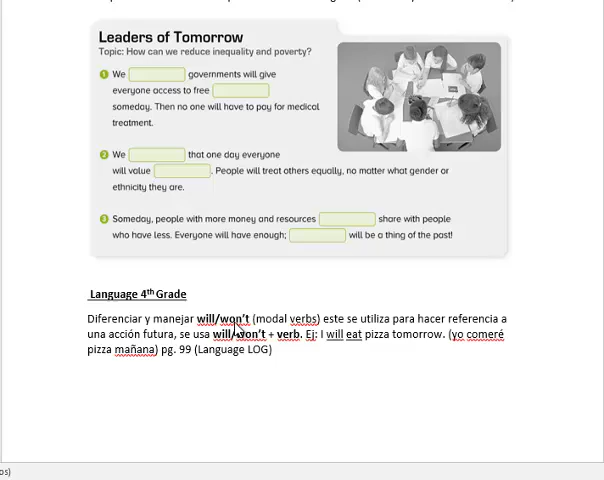 Leaders of Tomorrow
Topic: How can we reduce inequality and poverty?
1 We governments will give
everyone access to free
someday. Then no one will have to pay for medical
treatment.
2 We that one day everyone
will value . People will treat others equally, no matter what gender or
ethnicity they are.
3 Someday, people with more money and resources share with people
who have less. Everyone will have enough; will be a thing of the past!
Language 4th Grade
Diferenciar y manejar will/won't (modal verbs) este se utiliza para hacer referencia a
una acción futura, se usa will/won't + verb. Ej: I will eat pizza tomorrow. (yo comeré
pizza mañana) pg. 99 (Language LOG)
os)